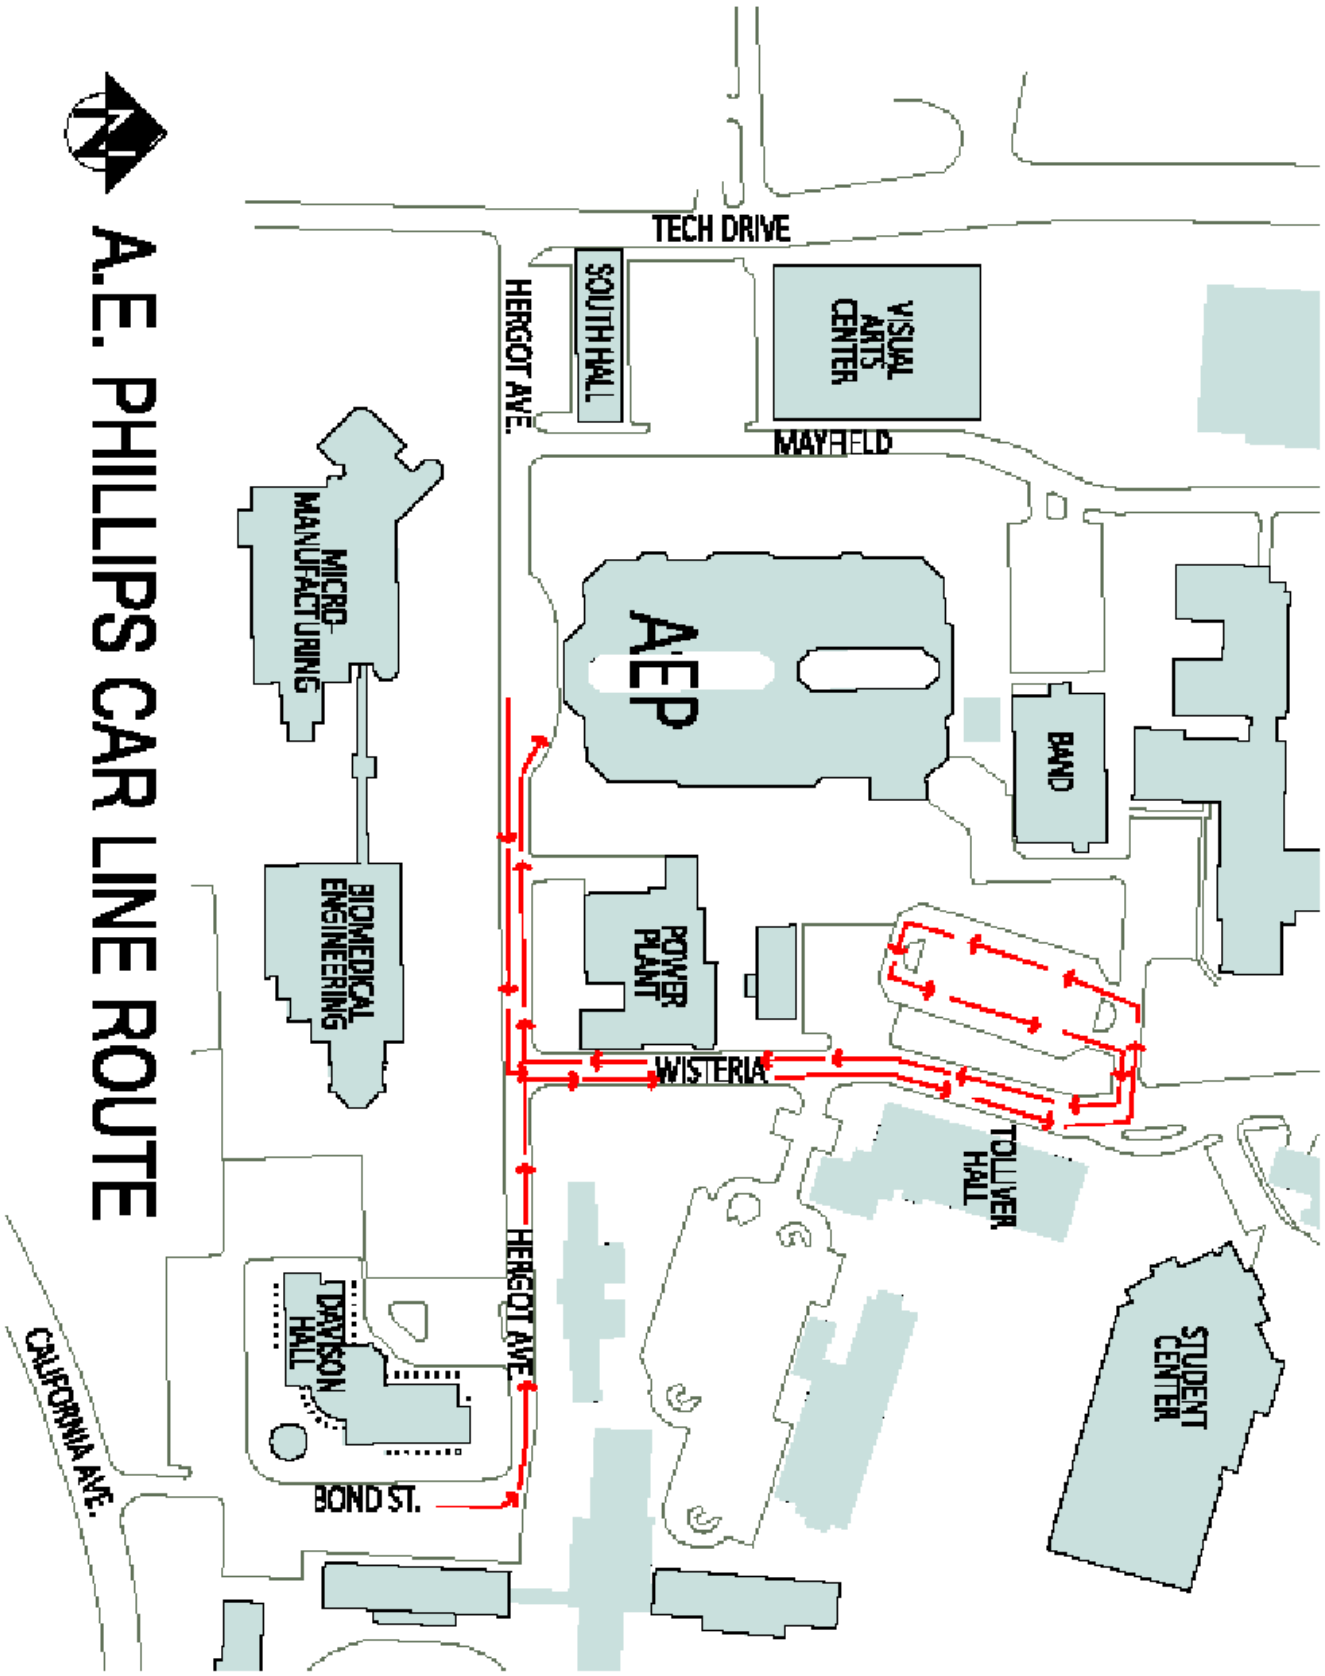 N
A.E. PHILLIPS CAR LINE ROUTE
TECH DRIVE
HERGOT AVE.
SOUTH HALL
VISUAL
ARTS
CENTER
MAYFIELD
MICRO-
MANUFACTURING
AEP
BAND
BIOMEDICAL
ENGINEERING
POWER
PLANT
WISTERIA
TOLLIVER
HALL
HERGOT AVE.
DAVISON
HALL
STUDENT
CENTER
CALIFORNIA AVE.
BOND ST.